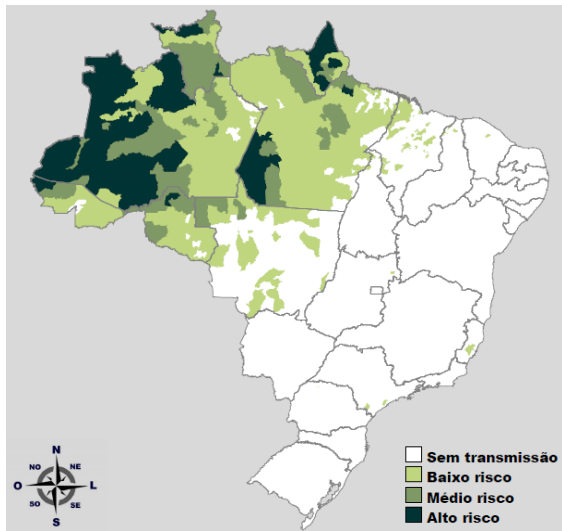 N
NO NE
O L
SO SE
S
Sem transmissão
Baixo risco
Médio risco
Alto risco